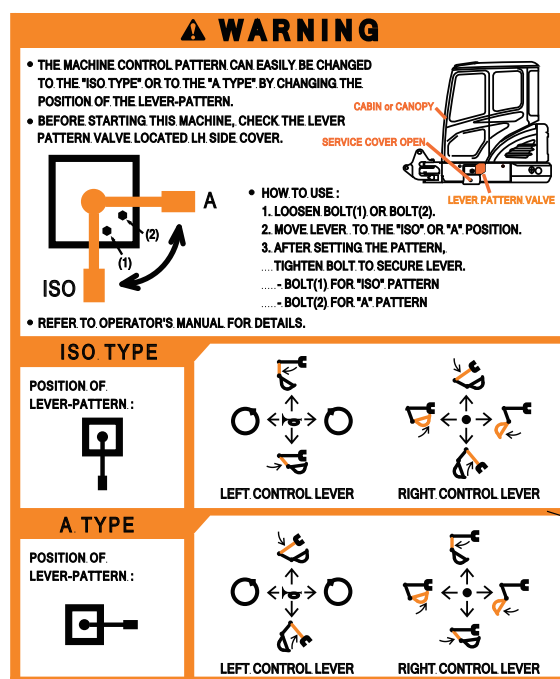 WARNING
• THE MACHINE CONTROL PATTERN CAN EASILY BE CHANGED
TO THE "ISO TYPE" OR TO THE "A TYPE" BY CHANGING THE
POSITION OF THE LEVER-PATTERN.
• BEFORE STARTING THIS MACHINE, CHECK THE LEVER
PATTERN VALVE LOCATED LH SIDE COVER.
CABIN or CANOPY
SERVICE COVER OPEN
LEVER PATTERN VALVE
A
(2)
(1)
ISO
• HOW TO USE :
1. LOOSEN BOLT(1) OR BOLT(2).
2. MOVE LEVER TO THE "ISO" OR "A" POSITION.
3. AFTER SETTING THE PATTERN,
.... TIGHTEN BOLT TO SECURE LEVER.
..... - BOLT(1) FOR "ISO" PATTERN
..... - BOLT(2) FOR "A" PATTERN
• REFER TO OPERATOR'S MANUAL FOR DETAILS.
ISO TYPE
POSITION OF
LEVER-PATTERN :
LEFT CONTROL LEVER
RIGHT CONTROL LEVER
A TYPE
POSITION OF
LEVER-PATTERN :
LEFT CONTROL LEVER
RIGHT CONTROL LEVER